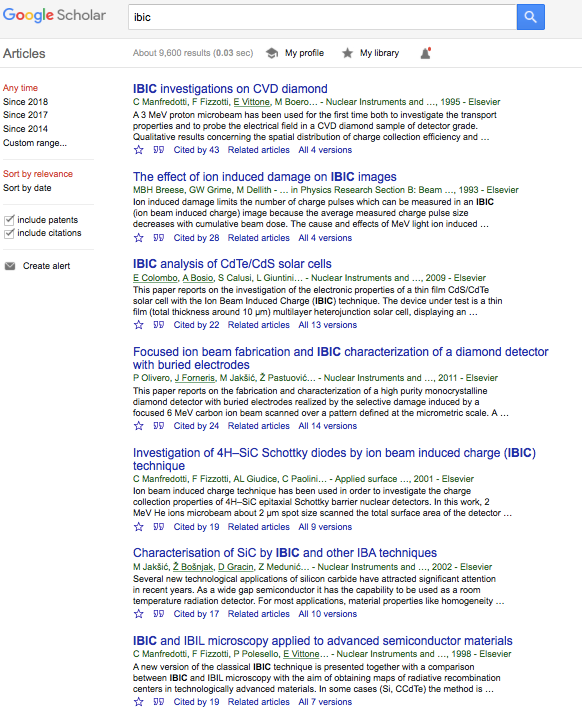 Google Scholar
ibic
Articles
About 9,600 results (0.03 sec)
My profile
My library
Any time
Since 2018
Since 2017
Since 2014
Custom range...
Sort by relevance
Sort by date
include patents
include citations
Create alert
IBIC investigations on CVD diamond
C Manfredotti, F Fizzotti, E Vittone, M Boero… - Nuclear Instruments and …, 1995 - Elsevier
A 3 MeV proton microbeam has been used for the first time both to investigate the transport
properties and to probe the electrical field in a CVD diamond sample of detector grade.
Qualitative results concerning the spatial distribution of charge collection efficiency and …
Cited by 43 Related articles All 4 versions
The effect of ion induced damage on IBIC images
MBH Breese, GW Grime, M Dellith - … in Physics Research Section B: Beam …, 1993 - Elsevier
Ion induced damage limits the number of charge pulses which can be measured in an IBIC
(ion beam induced charge) image because the average measured charge pulse size
decreases with cumulative beam dose. The cause and effects of MeV light ion induced …
Cited by 28 Related articles All 4 versions
IBIC analysis of CdTe/CdS solar cells
E Colombo, A Bosio, S Calusi, L Giuntini… - Nuclear Instruments and …, 2009 - Elsevier
This paper reports on the investigation of the electronic properties of a thin film CdS/CdTe
solar cell with the Ion Beam Induced Charge (IBIC) technique. The device under test is a thin
film (total thickness around 10 μm) multilayer heterojunction solar cell, displaying an …
Cited by 22 Related articles All 13 versions
Focused ion beam fabrication and IBIC characterization of a diamond detector
with buried electrodes
P Olivero, J Forneris, M Jakšić, Ž Pastuović… - Nuclear Instruments and …, 2011 - Elsevier
This paper reports on the fabrication and characterization of a high purity monocrystalline
diamond detector with buried electrodes realized by the selective damage induced by a
focused 6 MeV carbon ion beam scanned over a pattern defined at the micrometric scale. A …
Cited by 24 Related articles All 14 versions
Investigation of 4H–SiC Schottky diodes by ion beam induced charge (IBIC)
technique
C Manfredotti, F Fizzotti, AL Giudice, C Paolini… - Applied surface …, 2001 - Elsevier
Ion beam induced charge technique has been used in order to investigate the charge
collection properties of 4H–SiC epitaxial Schottky barrier nuclear detectors. In this work, 2
MeV He ions microbeam about 2 μm spot size scanned the total surface area of the detector …
Cited by 19 Related articles All 9 versions
Characterisation of SiC by IBIC and other IBA techniques
M Jakšić, Ž Bošnjak, D Gracin, Z Medunić… - Nuclear Instruments and …, 2002 - Elsevier
Several new technological applications of silicon carbide have attracted significant attention
in recent years. As a wide gap semiconductor it has the capability to be used as a room
temperature radiation detector. For most applications, material properties like homogeneity …
Cited by 17 Related articles All 10 versions
IBIC and IBIL microscopy applied to advanced semiconductor materials
C Manfredotti, F Fizzotti, P Polesello, E Vittone… - Nuclear Instruments and …, 1998 - Elsevier
A new version of the classical IBIC technique is presented together with a comparison
between IBIC and IBIL microscopy with the aim of obtaining maps of radiative recombination
centers in technologically advanced materials. In some cases (Si, CCdTe) the method is …
Cited by 19 Related articles All 7 versions